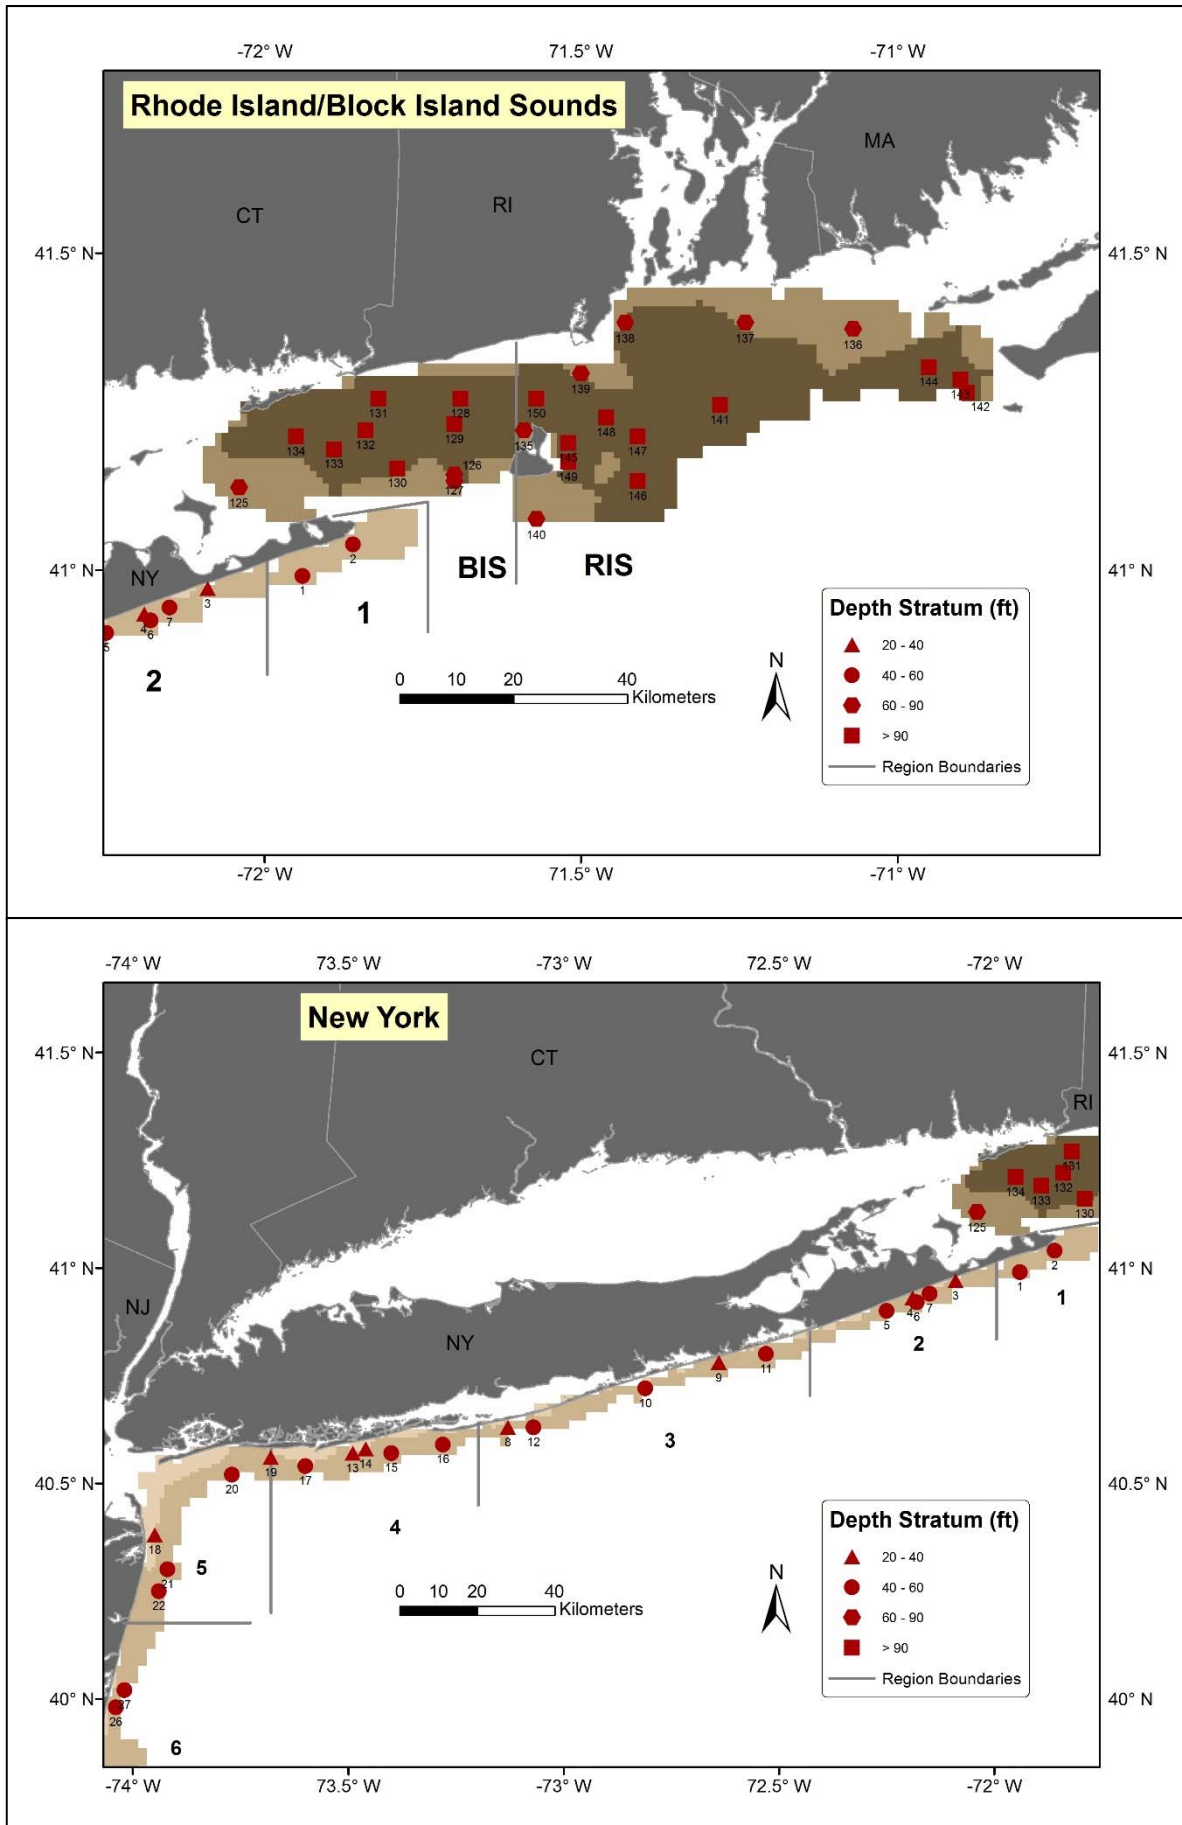 -72° W 71.5° W -71° W
Rhode Island/Block Island Sounds
MA
CT RI
41.5° N 41.5° N
138 137 136
139
144 143 142
131 128 150 141
148
134 132 129 135 147
133 145
130 126 149 146
125 127
140
2
41° N 41° N
NY 1 BIS RIS
3
4 6 7
5
1
2
0 10 20 40
Kilometers
N
Depth Stratum (ft)
20 - 40
40 - 60
60 - 90
> 90
Region Boundaries
-72° W 71.5° W -71° W
-74° W 73.5° W -73° W 72.5° W -72° W
New York
41.5° N 41.5° N
CT
RI
131
134 133 132
130
125
2
41° N 41° N
1
NJ 3 1
4 6 7
5
2
NY
9 11
10
3
8 12
16
13 14 15
19 17
20
40.5° N 40.5° N
4
18
5
21
22
0 10 20 40
Kilometers
N
Depth Stratum (ft)
20 - 40
40 - 60
60 - 90
> 90
Region Boundaries
40° N 40° N
27
26
6
-74° W 73.5° W -73° W 72.5° W -72° W